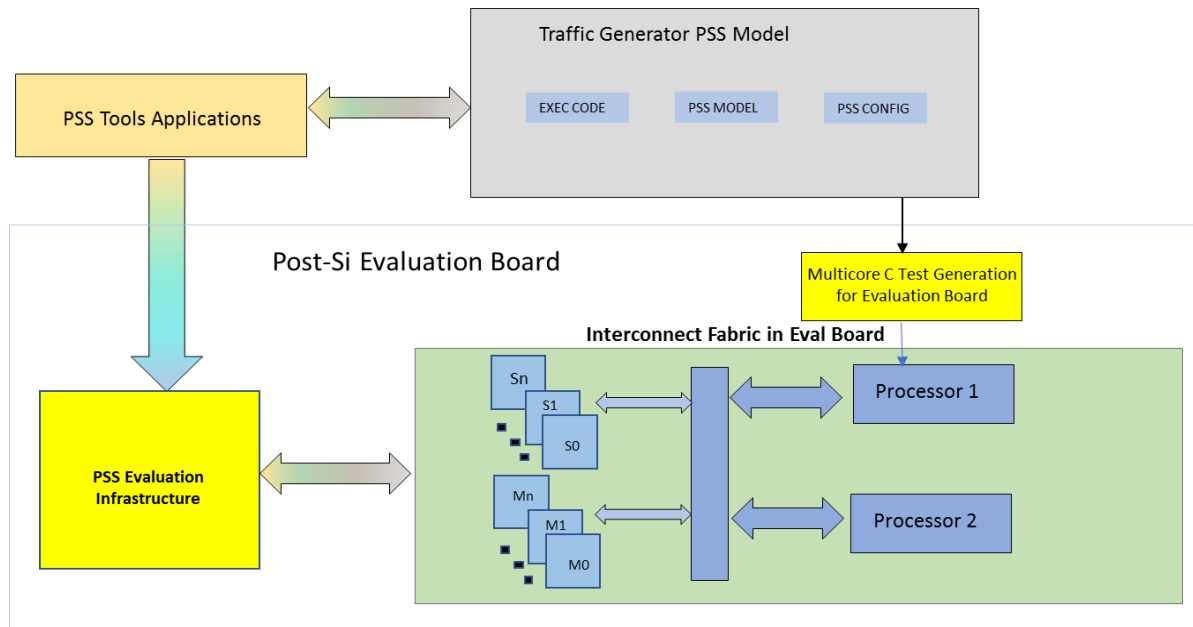 Traffic Generator PSS Model
PSS Tools Applications
EXEC CODE
PSS MODEL
PSS CONFIG
Post-Si Evaluation Board
Multicore C Test Generation
for Evaluation Board
Interconnect Fabric in Eval Board
Sn
S1
S0
Processor 1
PSS Evaluation
Infrastructure
Mn
M1
M0
Processor 2